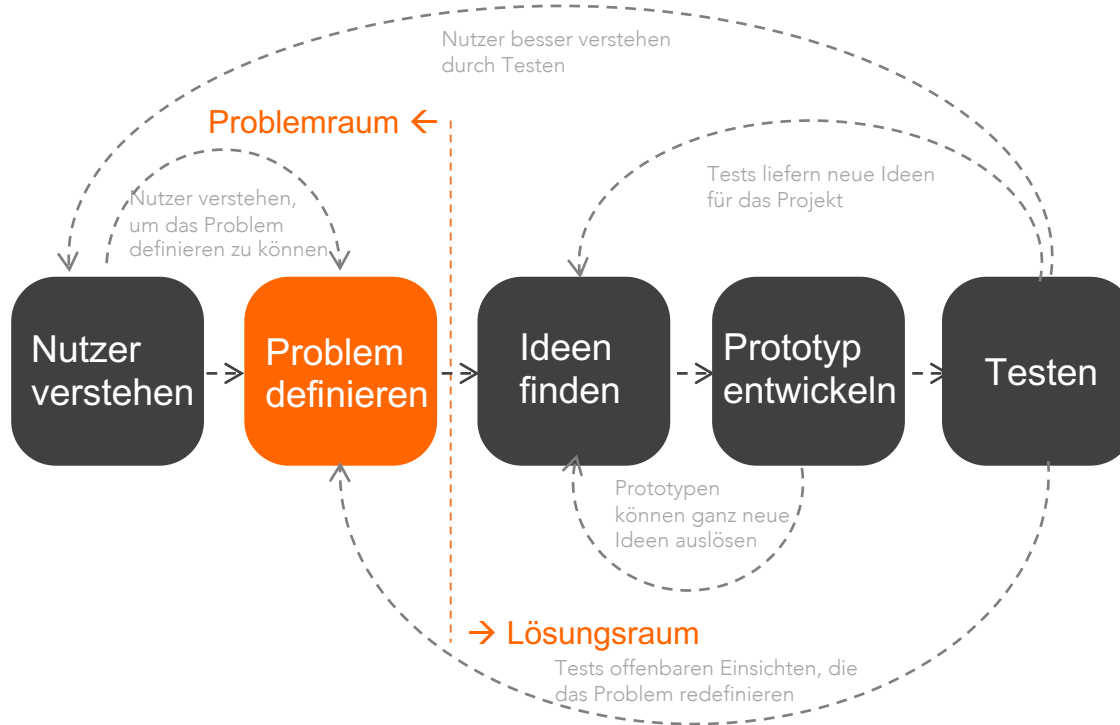 Nutzer besser verstehen
durch Testen
Problemraum ←
Tests liefern neue Ideen
für das Projekt
Nutzer verstehen,
um das Problem
definieren zu können
Nutzer
verstehen
Problem
definieren
Ideen
finden
Prototyp
entwickeln
Testen
Prototypen
können ganz neue
Ideen auslösen
→ Lösungsraum
Tests offenbaren Einsichten, die
das Problem redefinieren